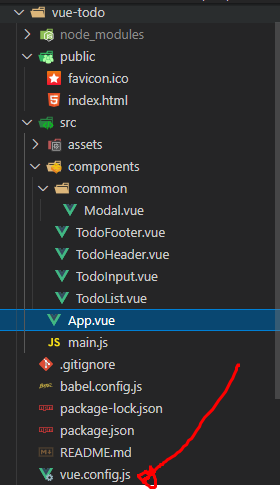 vue-todo
node_modules
public
favicon.ico
index.html
src
assets
components
common
Modal.vue
TodoFooter.vue
TodoHeader.vue
TodoInput.vue
TodoList.vue
App.vue
JS main.js
.gitignore
babel.config.js
package-lock.json
package.json
README.md
vue.config.js